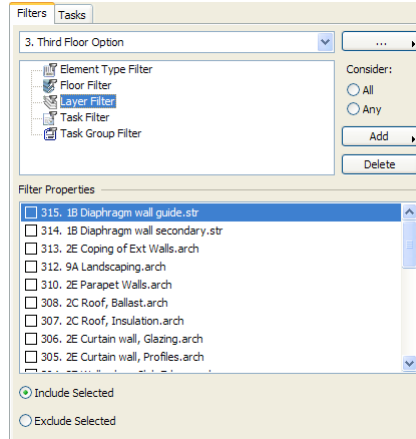 Filters Tasks
3. Third Floor Option
...
Element Type Filter
Floor Filter
Layer Filter
Task Filter
Task Group Filter
Consider:
All
Any
Add
Delete
Filter Properties
315. 1B Diaphragm wall guide.str
314. 1B Diaphragm wall secondary.str
313. 2E Coping of Ext Walls.arch
312. 9A Landscaping.arch
310. 2E Parapet Walls.arch
308. 2C Roof, Ballast.arch
307. 2C Roof, Insulation.arch
306. 2E Curtain wall, Glazing.arch
305. 2E Curtain wall, Profiles.arch
Include Selected
Exclude Selected